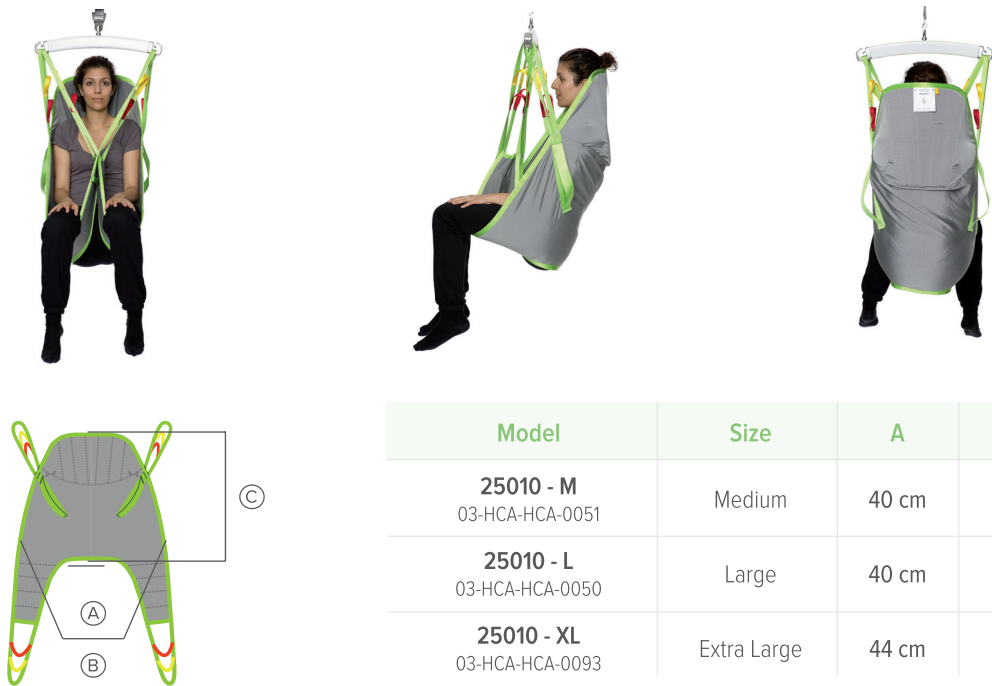 C
A
B
Model Size A
25010 - M
03-HCA-HCA-0051
Medium 40 cm
25010 - L
03-HCA-HCA-0050
Large 40 cm
25010 - XL
03-HCA-HCA-0093
Extra Large 44 cm